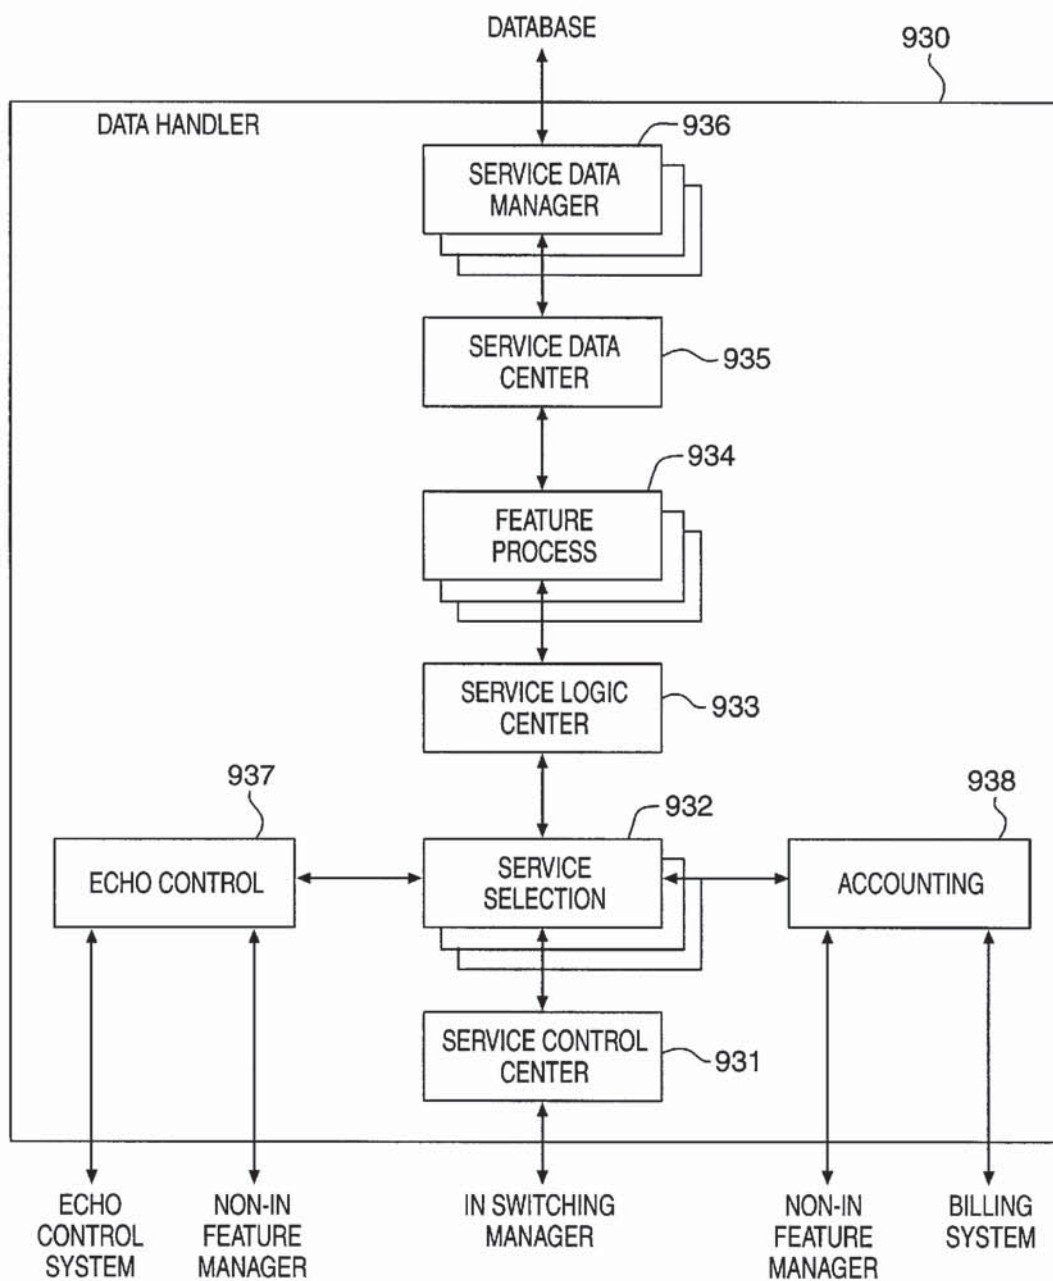 DATABASE
930
DATA HANDLER
936
SERVICE DATA
MANAGER
SERVICE DATA
CENTER
935
934
FEATURE
PROCESS
SERVICE LOGIC
CENTER
933
937
932
938
ECHO CONTROL
SERVICE
SELECTION
ACCOUNTING
SERVICE CONTROL
CENTER
931
ECHO
CONTROL
SYSTEM
NON-IN
FEATURE
MANAGER
IN SWITCHING
MANAGER
NON-IN
FEATURE
MANAGER
BILLING
SYSTEM